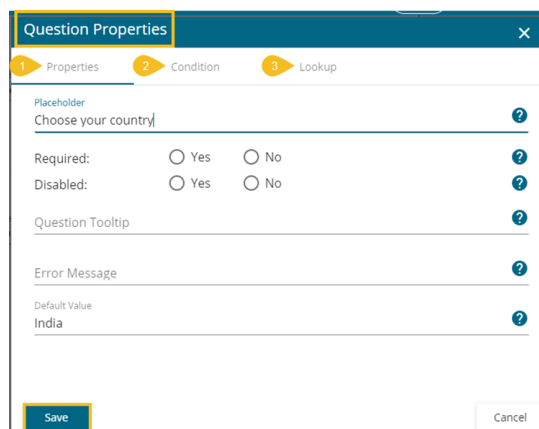 Question Properties
1 Properties 2 Condition 3 Lookup
Placeholder
Choose your country
Required: Yes No ?
Disabled: Yes No ?
Question Tooltip ?
Error Message ?
Default Value
India ?
Save Cancel